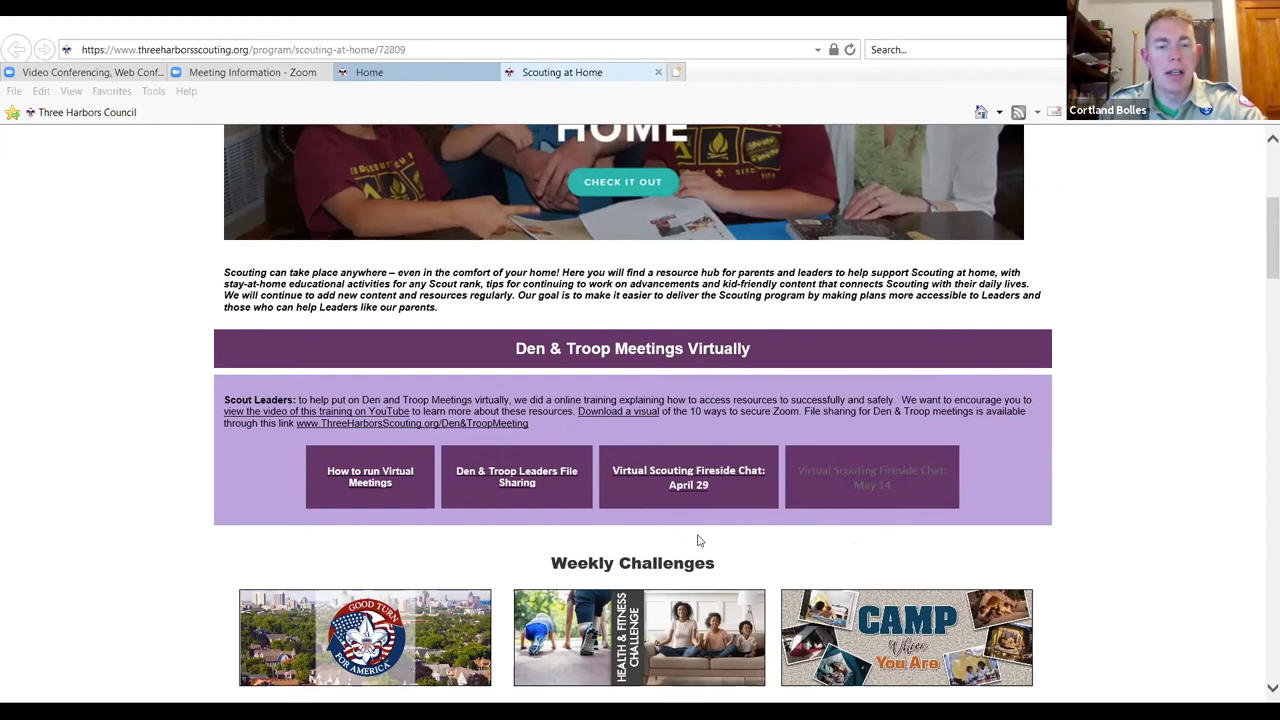 https://www.threeharborsscouting.org/program/scouting-at-home/72809
Search...
Video Conferencing, Web Conf...
Meeting Information - Zoom
Home
Scouting at Home
File Edit View Favorites Tools Help
Cortland Bolles
Three Harbors Council
HOME
CHECK IT OUT
Scouting can take place anywhere – even in the comfort of your home! Here you will find a resource hub for parents and leaders to help support Scouting at home, with
stay-at-home educational activities for any Scout rank, tips for continuing to work on advancements and kid-friendly content that connects Scouting with their daily lives.
We will continue to add new content and resources regularly. Our goal is to make it easier to deliver the Scouting program by making plans more accessible to Leaders and
those who can help Leaders like our parents.
Den & Troop Meetings Virtually
Scout Leaders: to help put on Den and Troop Meetings virtually, we did a online training explaining how to access resources to successfully and safely. We want to encourage you to
view the video of this training on YouTube to learn more about these resources. Download a visual of the 10 ways to secure Zoom. File sharing for Den & Troop meetings is available
through this link www.ThreeHarborsScouting.org/Den&TroopMeeting
How to run Virtual
Meetings
Den & Troop Leaders File
Sharing
Virtual Scouting Fireside Chat:
April 29
Virtual Scouting Fireside Chat:
May 14
Weekly Challenges
GOOD TURN
FOR AMERICA
HEALTH & FITNESS
CHALLENGE
CAMP
Where
You Are